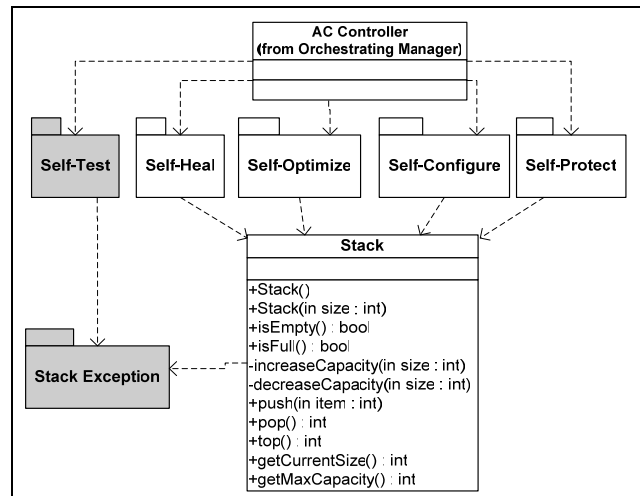 AC Controller
(from Orchestrating Manager)
Self-Test
Self-Heal
Self-Optimize
Self-Configure
Self-Protect
Stack
+Stack()
+Stack(in size : int)
+isEmpty() : bool
+isFull() : bool
-increaseCapacity(in size : int)
-decreaseCapacity(in size : int)
+push(in item : int)
+pop() : int
+top() : int
+getCurrentSize() : int
+getMaxCapacity() : int
Stack Exception